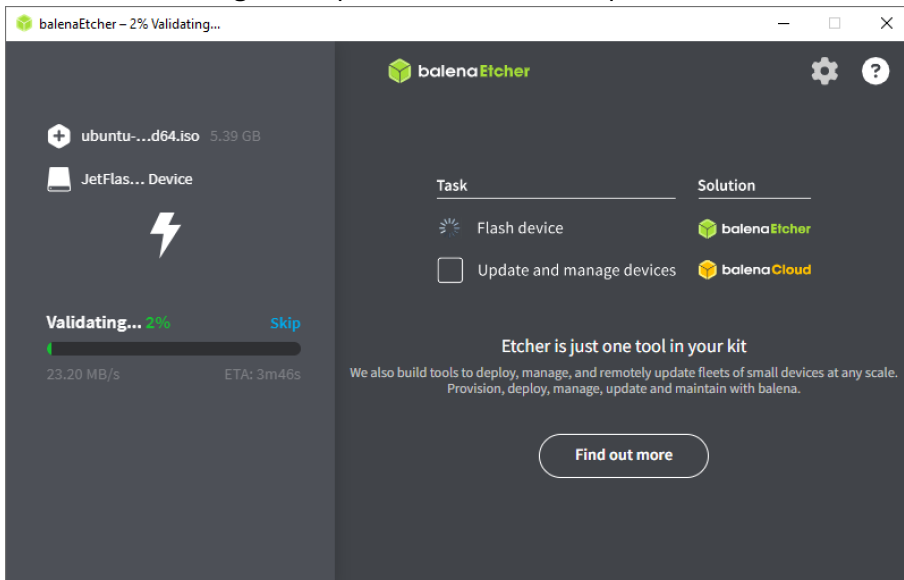 balenaEtcher – 2% Validating...
balenaEtcher
?
ubuntu-...d64.iso 5.39 GB
JetFlas... Device
Task Solution
Flash device balenaEtcher
Update and manage devices balenaCloud
Validating... 2% Skip
23.20 MB/s ETA: 3m46s
Etcher is just one tool in your kit
We also build tools to deploy, manage, and remotely update fleets of small devices at any scale.
Provision, deploy, manage, update and maintain with balena.
Find out more